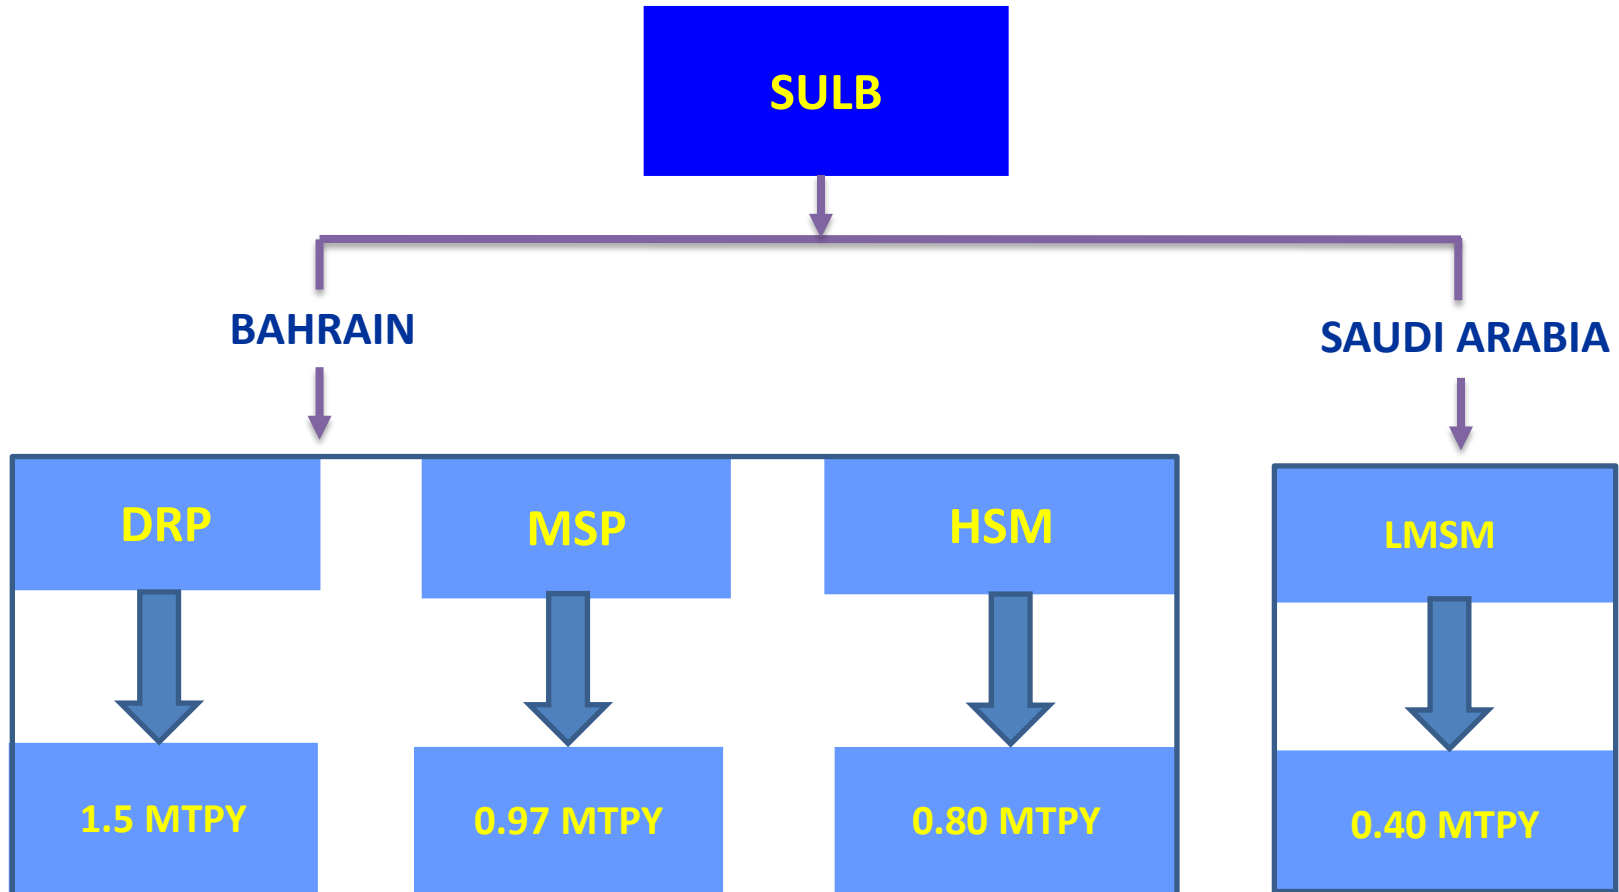 SULB
BAHRAIN
SAUDI ARABIA
DRP
MSP
HSM
LMSM
1.5 MTPY
0.97 MTPY
0.80 MTPY
0.40 MTPY